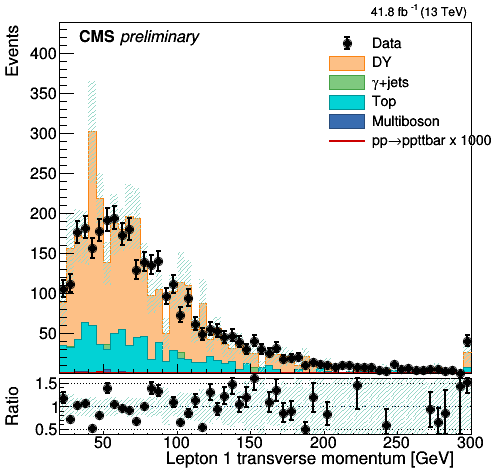 41.8 fb⁻¹ (13 TeV)
CMS preliminary
Events
400
350
300
250
200
150
100
50
Data
DY
γ+jets
Top
Multiboson
pp→ppttbar x 1000
Ratio
1.5
1
0.5
50 100 150 200 250 300
Lepton 1 transverse momentum [GeV]